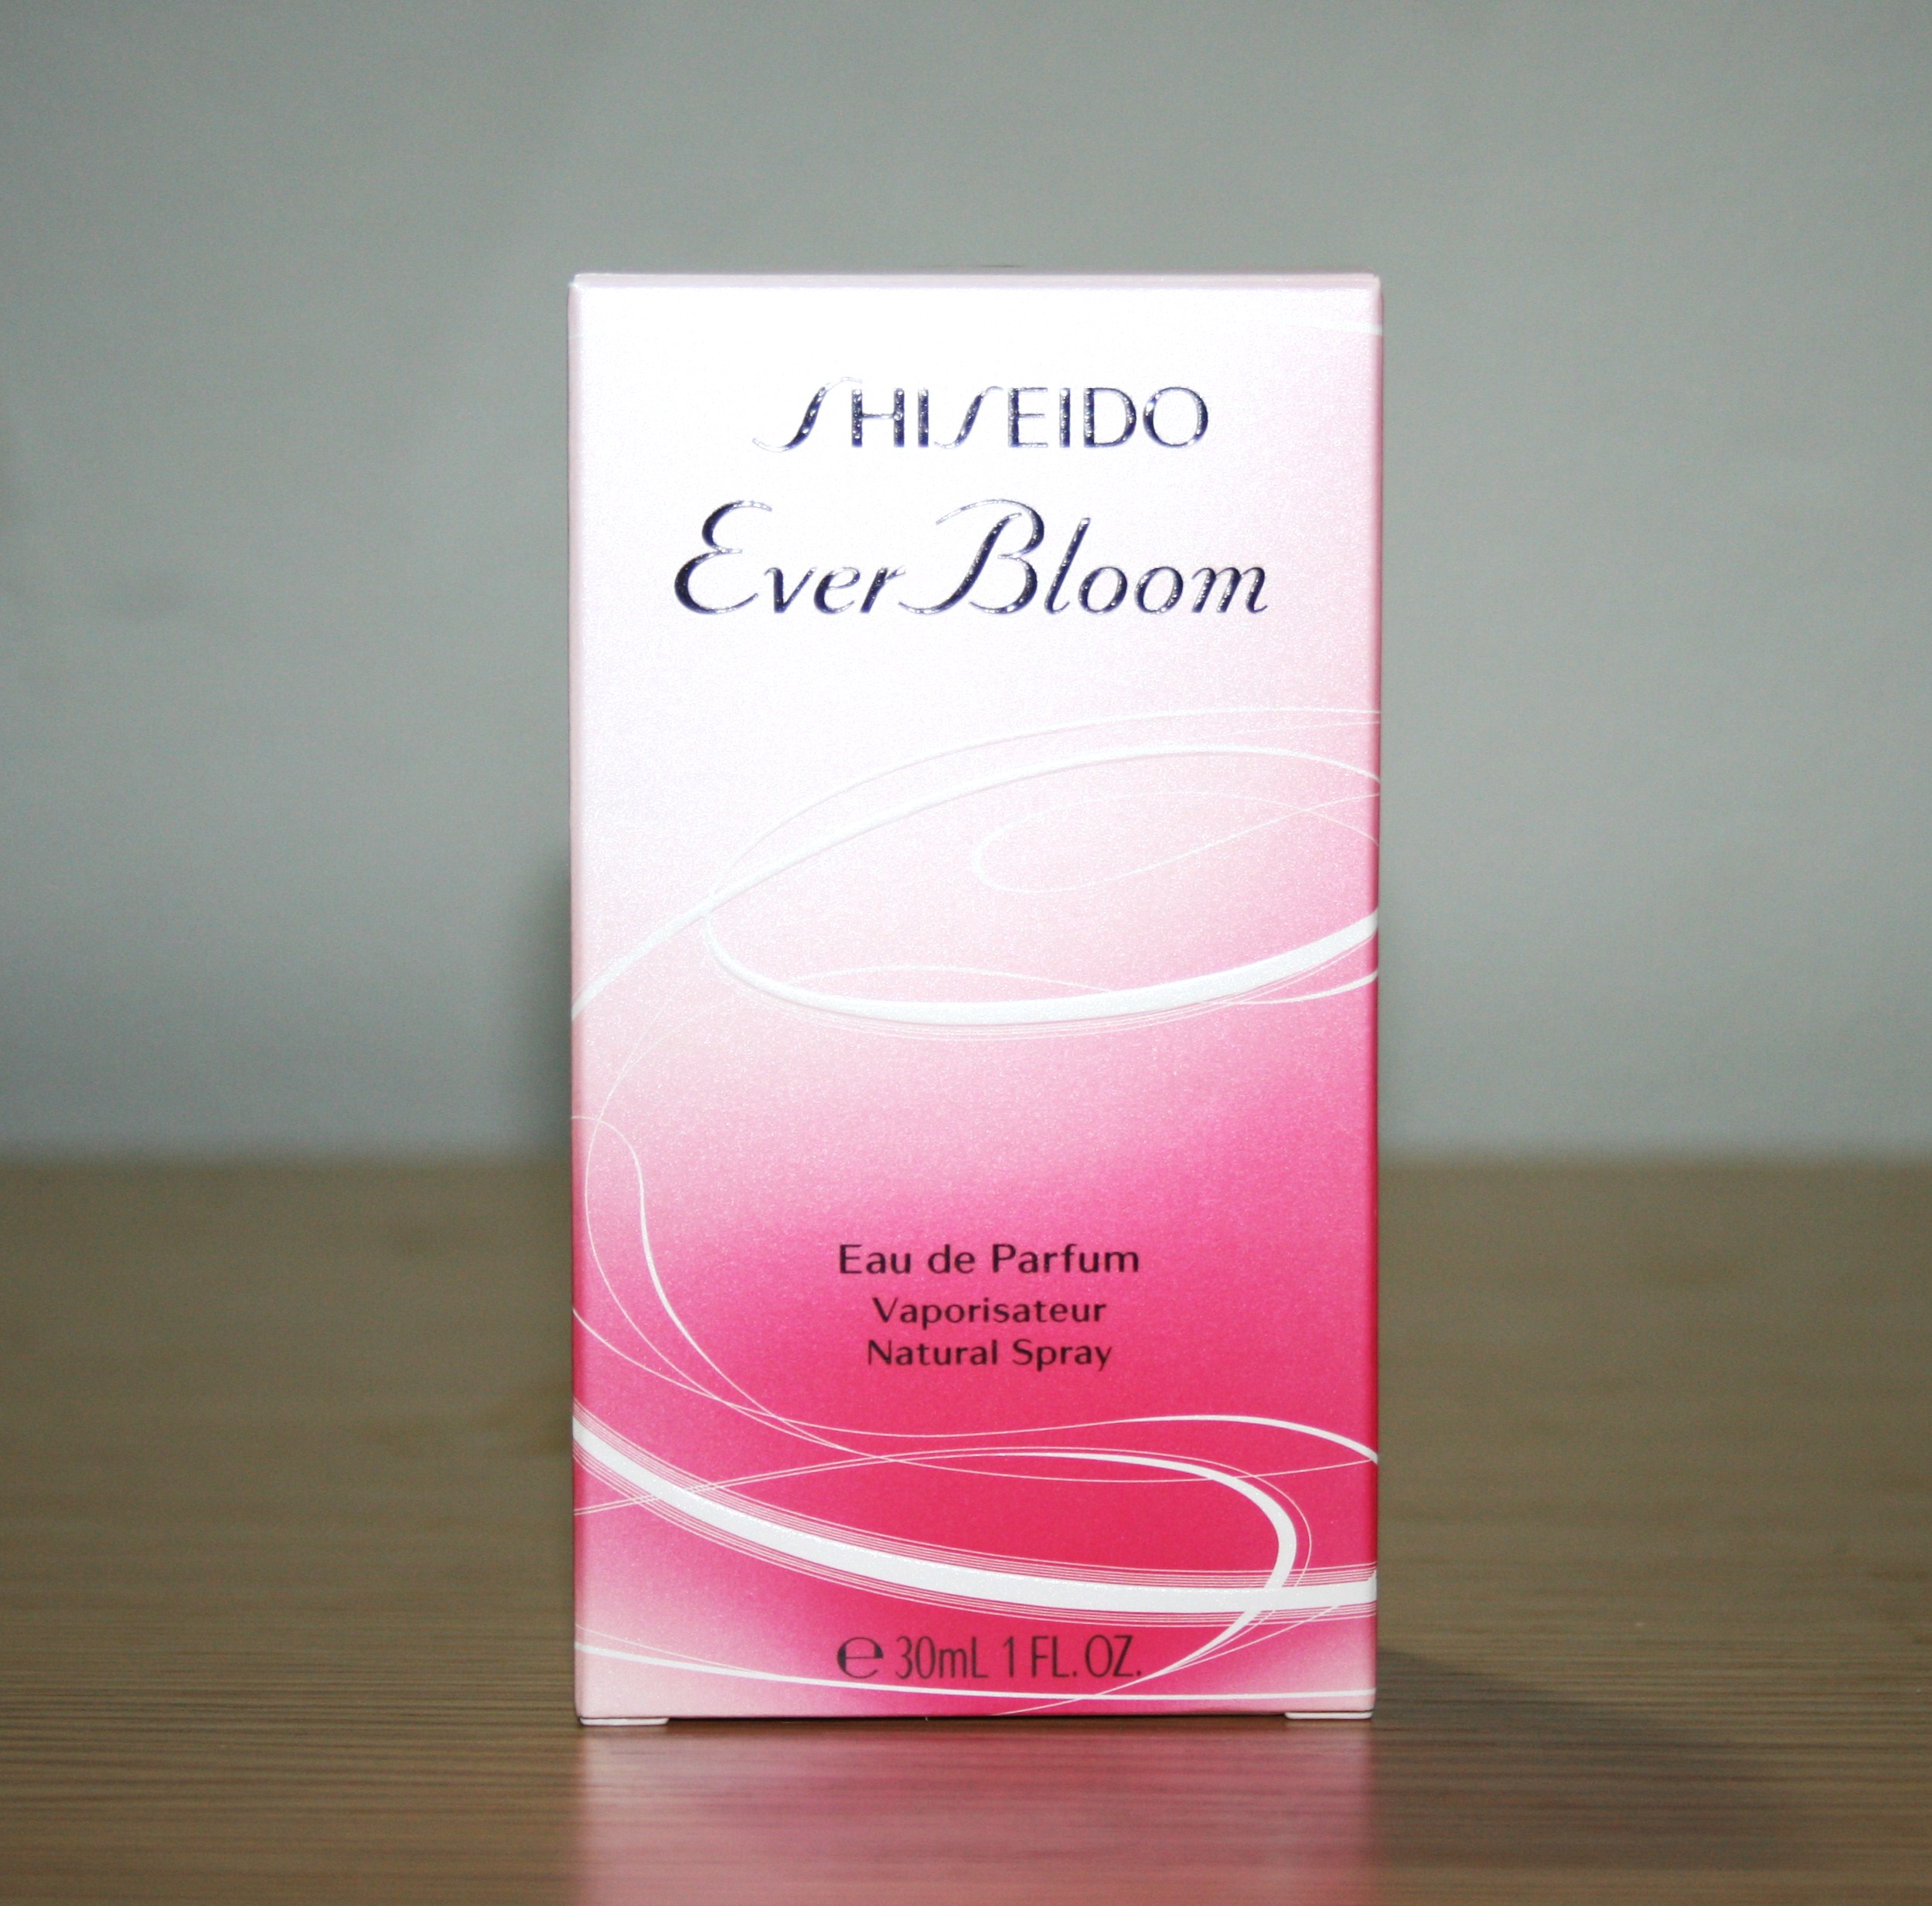 SHISEIDO
Ever Bloom
Eau de Parfum
Vaporisateur
Natural Spray
℮ 30mL 1 FL. OZ.